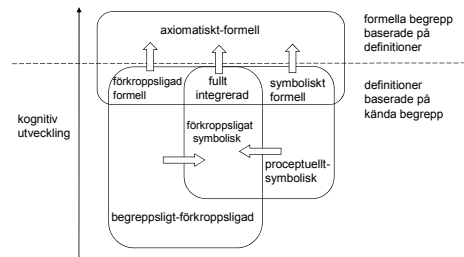 axiomatiskt-formell
formella begrepp
baserade på
definitioner
förkroppsligad
formell
fullt
integrerad
symboliskt
formell
definitioner
baserade på
kända begrepp
kognitiv
utveckling
förkroppsligat
symbolisk
proceptuellt-
symbolisk
begreppsligt-förkroppsligad